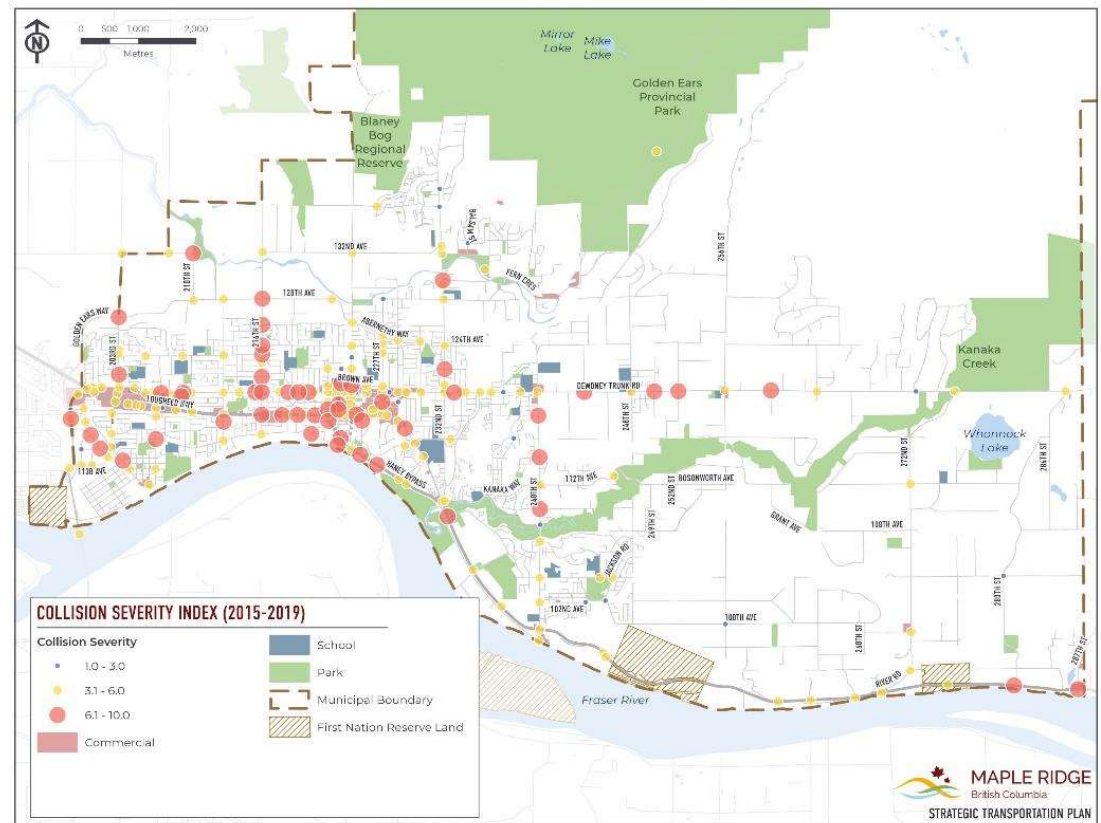 N
0 500 1,000 2,000
Metres
Mirror
Lake
Mike
Lake
Golden Ears
Provincial
Park
Blaney
Bog
Regional
Reserve
132ND AVE
FERN CRES
210TH ST
256TH ST
128TH AVE
GOLDEN EARS WAY
203RD ST
216TH ST
ABERNETHY WAY
227TH ST
124TH AVE
BROWN AVE
DEWDNEY TRUNK RD
LOUGHEED HWY
Kanaka
Creek
232ND ST
248TH ST
272ND ST
Whonnock
Lake
284TH ST
113B AVE
HANEY BYPASS
KANAKA WAY
240TH ST
112TH AVE
BOSONWORTH AVE
252ND ST
249TH ST
GRANT AVE
108TH AVE
JACKSON RD
102ND AVE
100TH AVE
280TH ST
268TH ST
287TH ST
RIVER RD
Fraser River
COLLISION SEVERITY INDEX (2015-2019)
Collision Severity
1.0 - 3.0
3.1 - 6.0
6.1 - 10.0
Commercial
School
Park
Municipal Boundary
First Nation Reserve Land
MAPLE RIDGE
British Columbia
STRATEGIC TRANSPORTATION PLAN